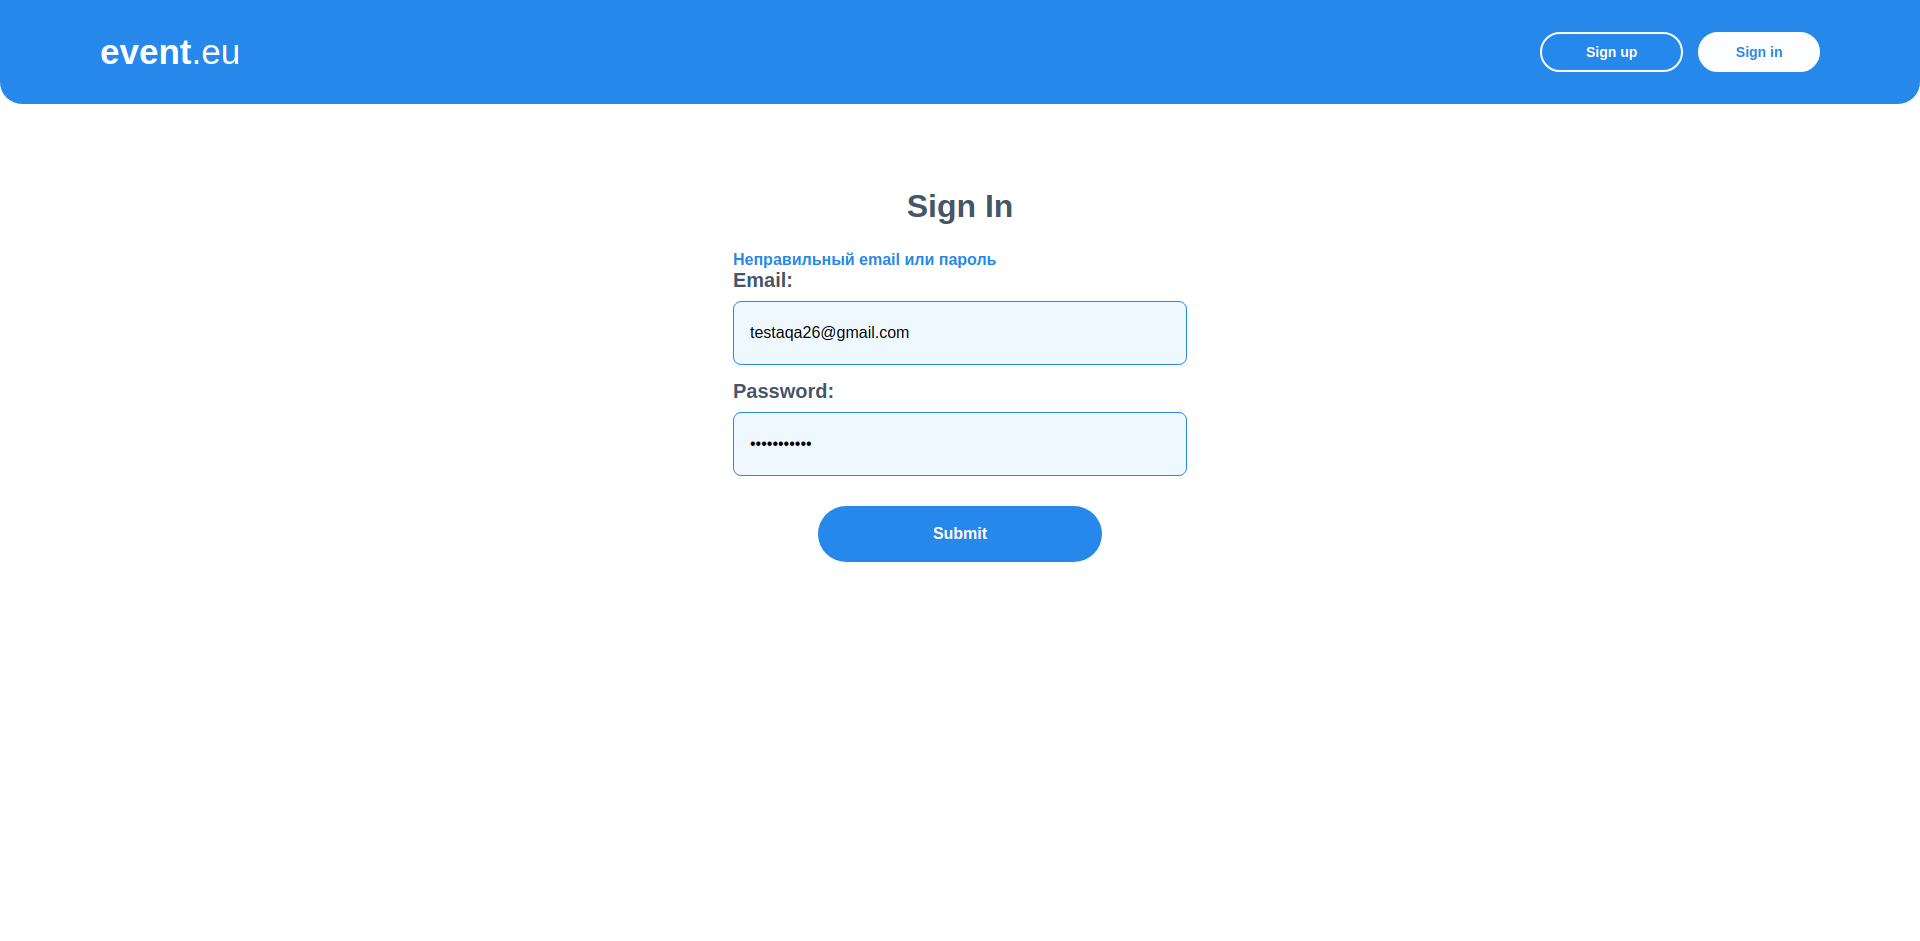 event.eu
Sign up
Sign in
Sign In
Неправильный email или пароль
Email:
testaqa26@gmail.com
Password:
•••••••••••
Submit